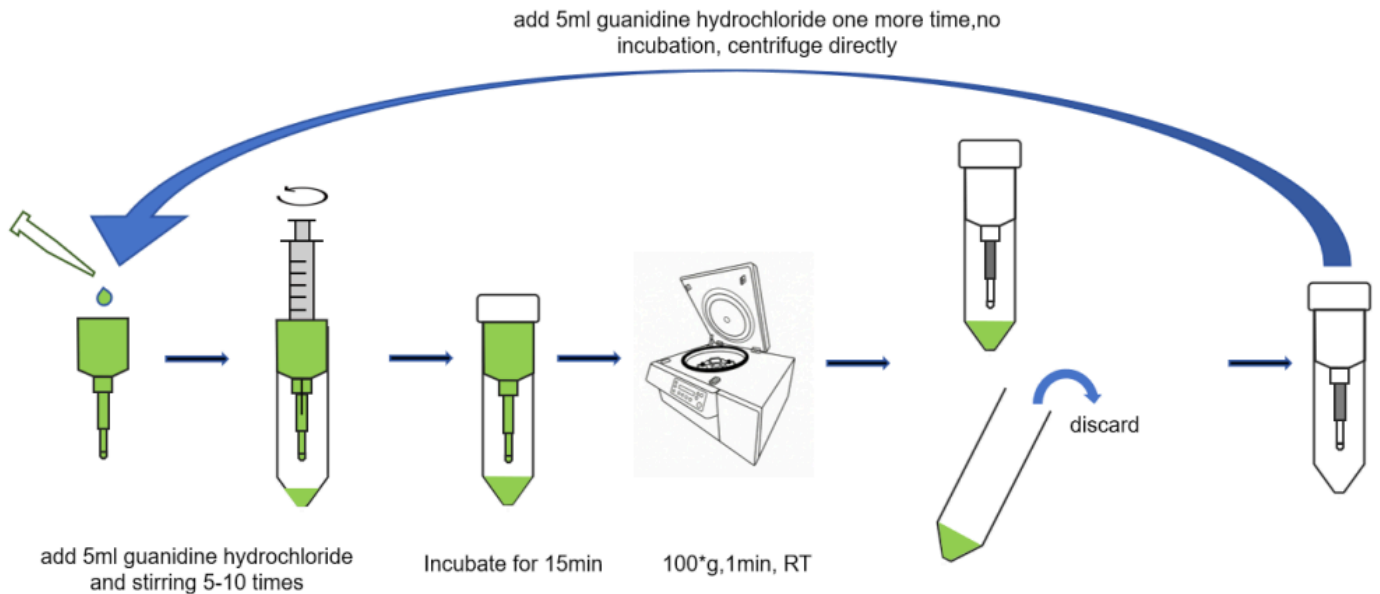 add 5ml guanidine hydrochloride one more time,no
incubation, centrifuge directly
discard
add 5ml guanidine hydrochloride
and stirring 5-10 times
Incubate for 15min
100*g,1min, RT